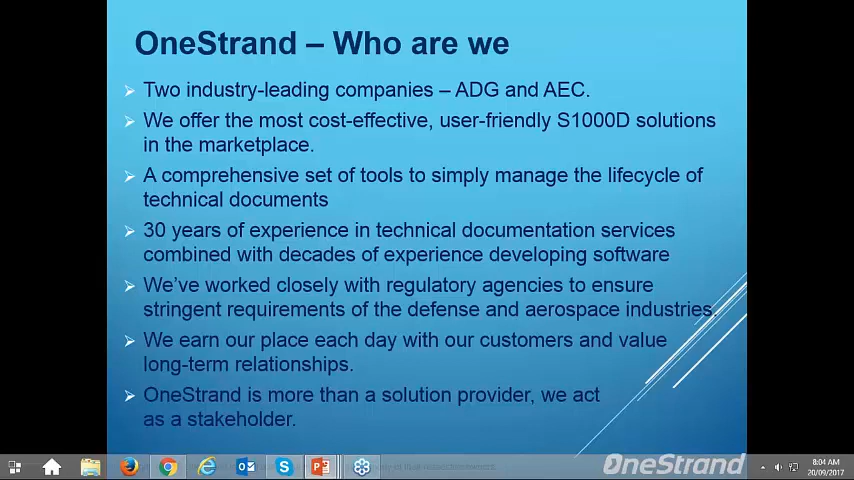 OneStrand – Who are we
Two industry-leading companies – ADG and AEC.
We offer the most cost-effective, user-friendly S1000D solutions
in the marketplace.
A comprehensive set of tools to simply manage the lifecycle of
technical documents
30 years of experience in technical documentation services
combined with decades of experience developing software
We've worked closely with regulatory agencies to ensure
stringent requirements of the defense and aerospace industries.
We earn our place each day with our customers and value
long-term relationships.
OneStrand is more than a solution provider, we act
as a stakeholder.
OneStrand
8:04 AM
20/09/2017